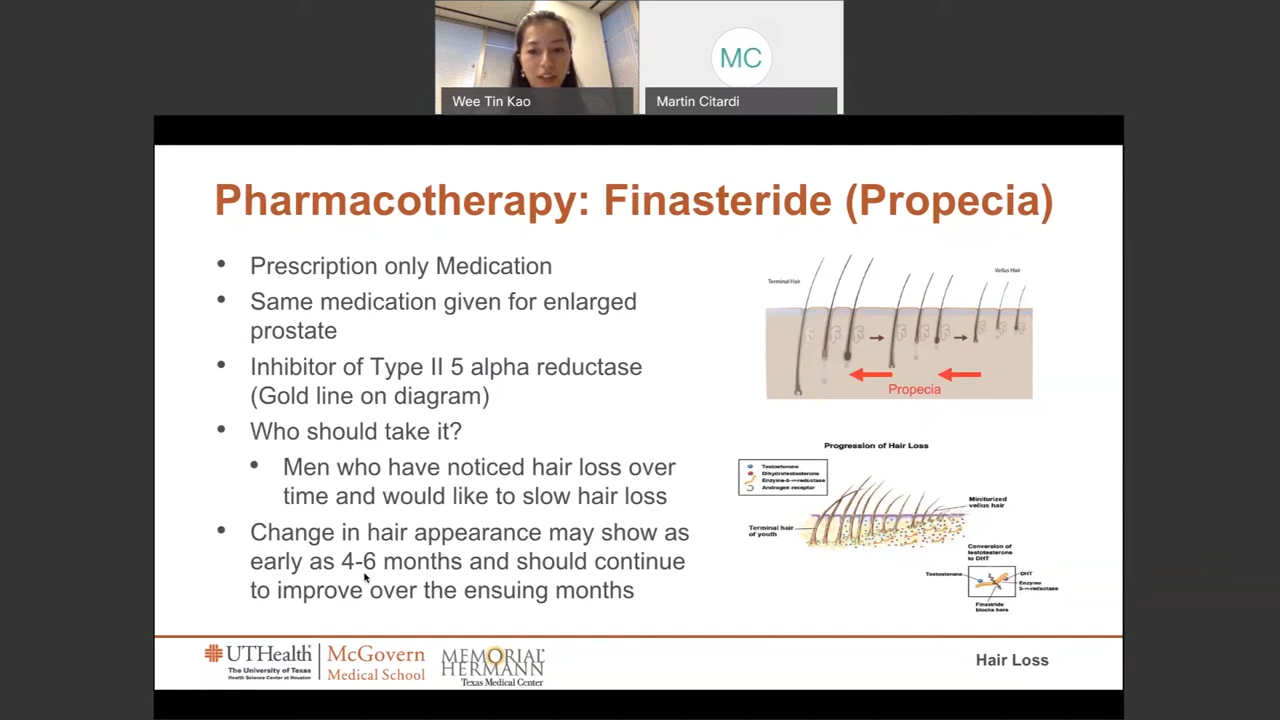 MC
Wee Tin Kao
Martin Citardi
Pharmacotherapy: Finasteride (Propecia)
• Prescription only Medication
• Same medication given for enlarged
prostate
• Inhibitor of Type II 5 alpha reductase
(Gold line on diagram)
• Who should take it?
• Men who have noticed hair loss over
time and would like to slow hair loss
• Change in hair appearance may show as
early as 4-6 months and should continue
to improve over the ensuing months
Terminal Hair
Vellus Hair
Propecia
Progression of Hair Loss
Testosterone
Dihydrotestosterone
Androgen receptor
Miniturized
vellus hair
Terminal hair
of youth
Conversion of
testosterone
to DHT
Testosterone
DHT
Enzyme
Finastride
blocks here
UTHealth
The University of Texas
Health Science Center at Houston
McGovern
Medical School
MEMORIAL
HERMANN
Texas Medical Center
Hair Loss